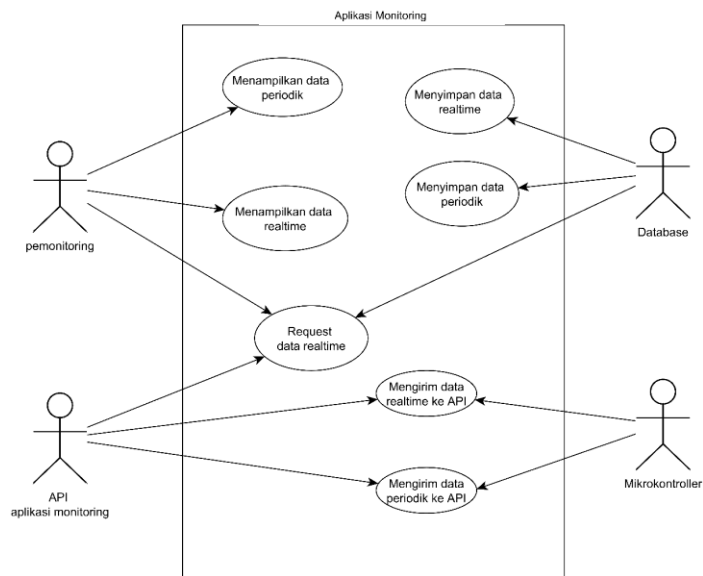 Aplikasi Monitoring
Menampilkan data
periodik
Menyimpan data
realtime
Menampilkan data
realtime
Menyimpan data
periodik
pemonitoring
Database
Request
data realtime
Mengirim data
realtime ke API
Mengirim data
periodik ke API
API
aplikasi monitoring
Mikrokontroller